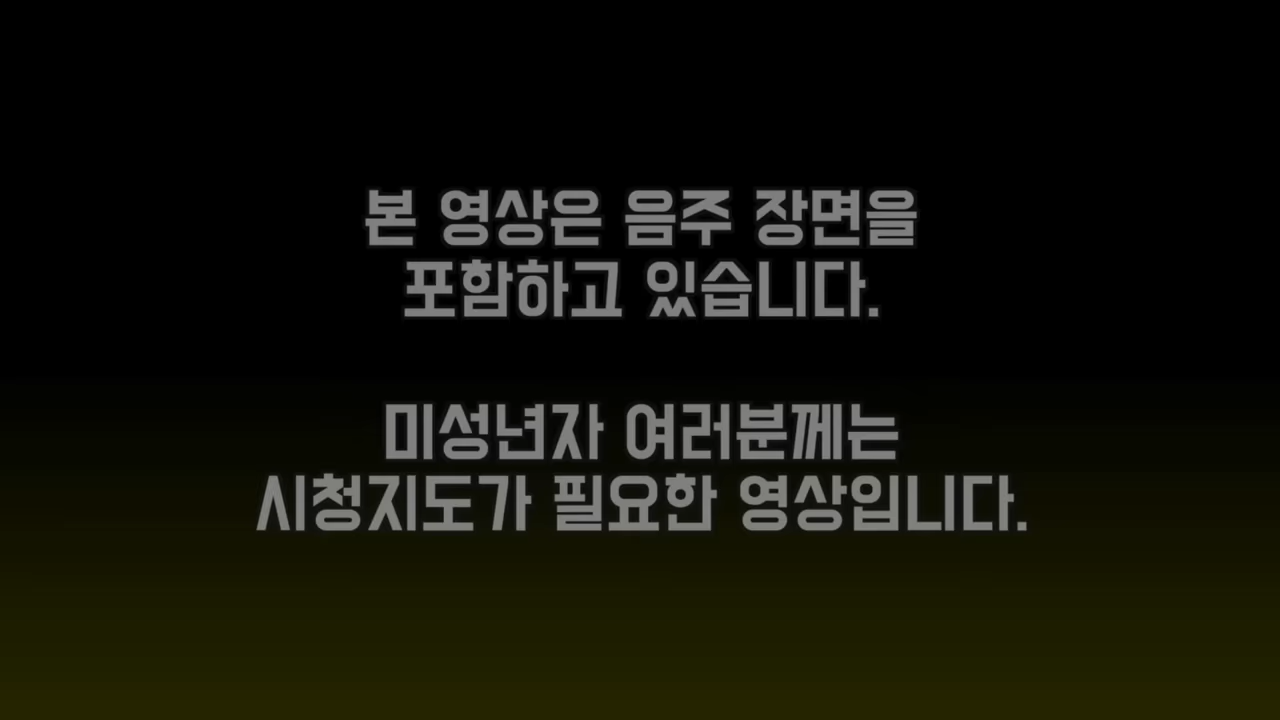 본 영상은 음주 장면을
포함하고 있습니다.
미성년자 여러분께는
시청지도가 필요한 영상입니다.